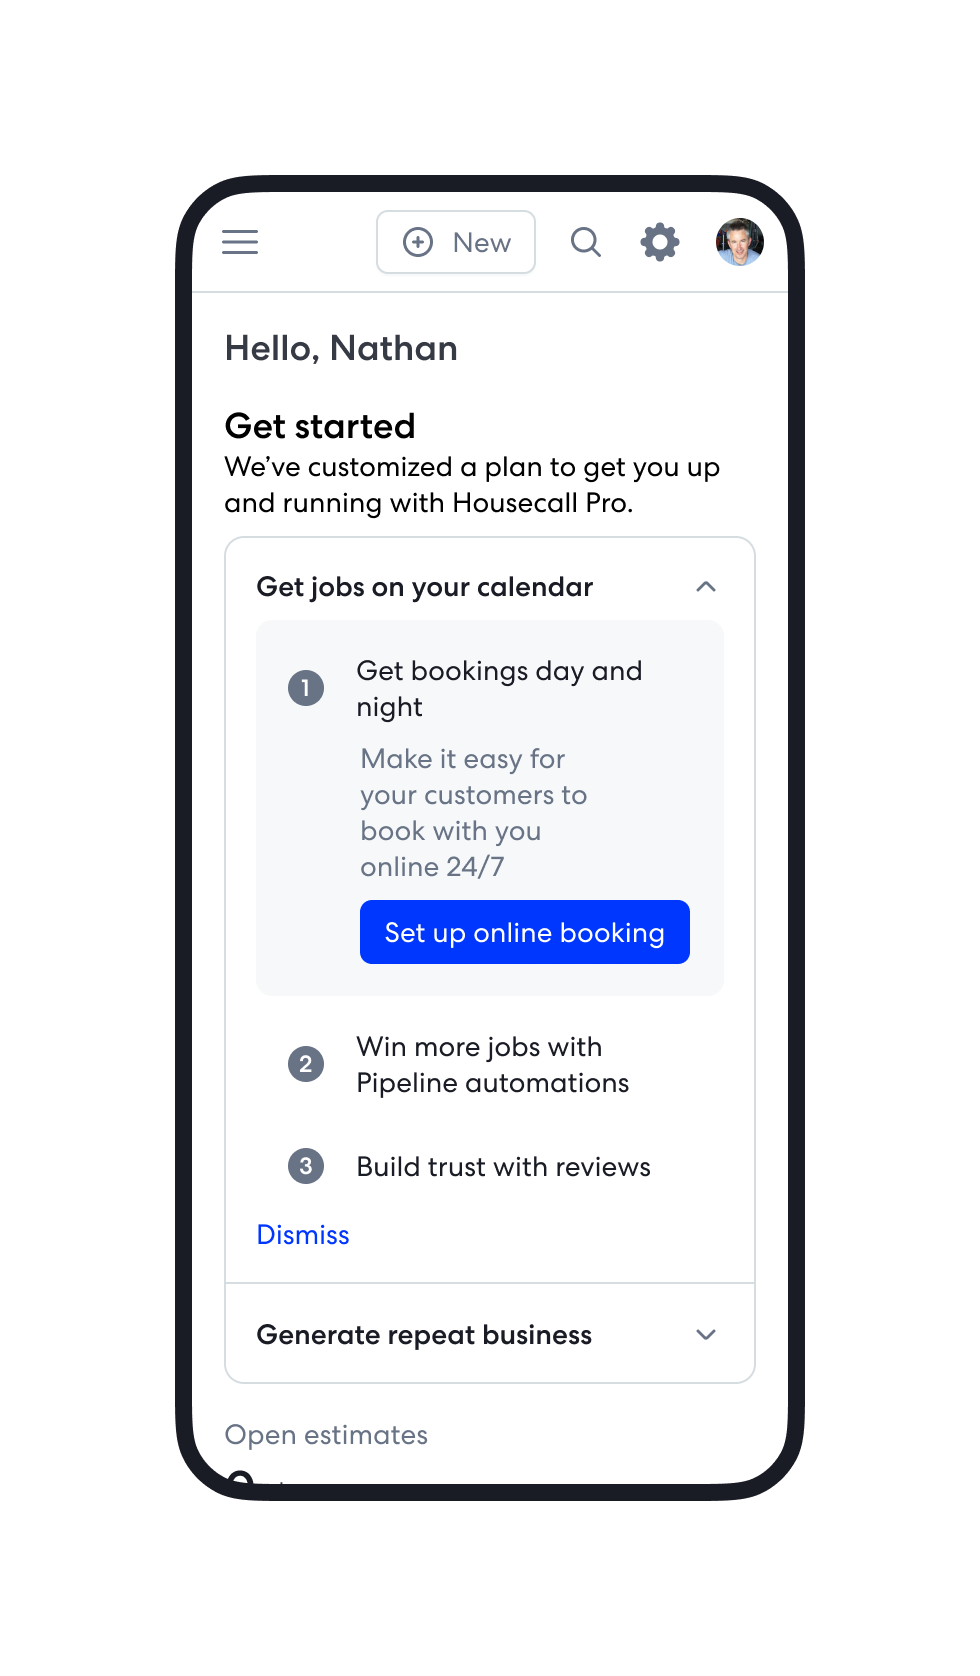 New
Hello, Nathan
Get started
We’ve customized a plan to get you up
and running with Housecall Pro.
Get jobs on your calendar
1
Get bookings day and
night
Make it easy for
your customers to
book with you
online 24/7
Set up online booking
2
Win more jobs with
Pipeline automations
3
Build trust with reviews
Dismiss
Generate repeat business
Open estimates